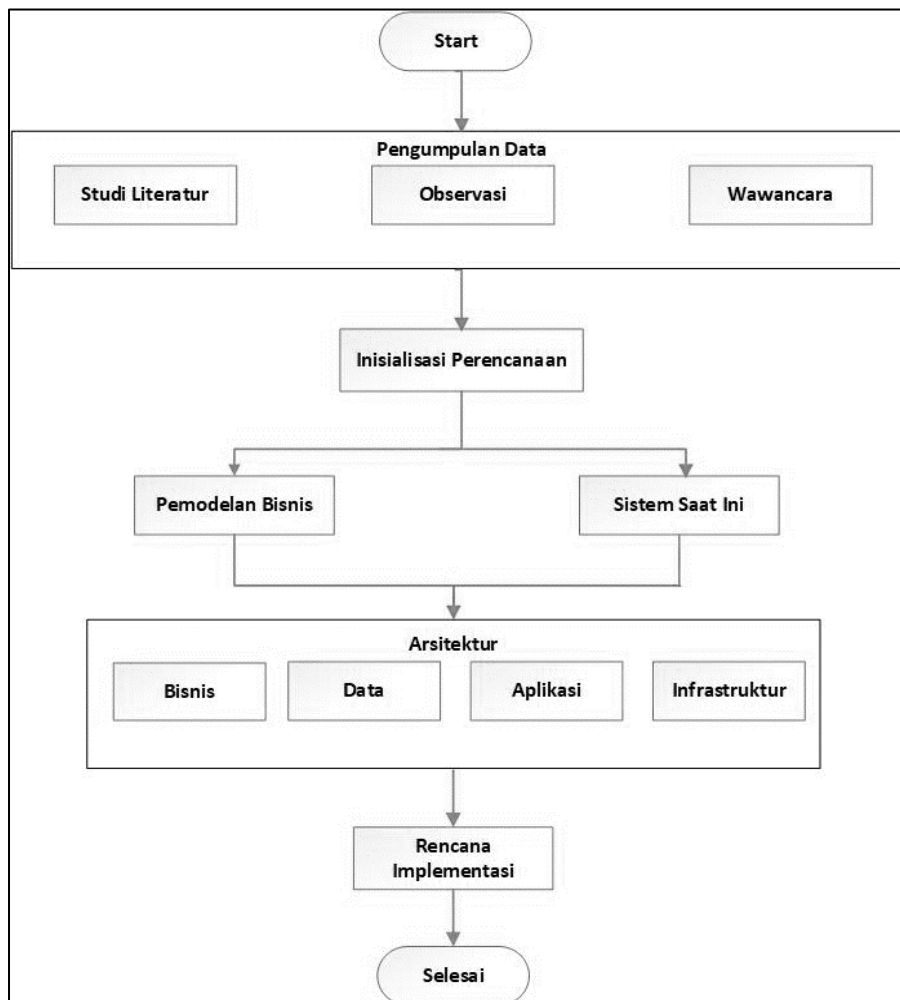 Start
Pengumpulan Data
Studi Literatur
Observasi
Wawancara
Inisialisasi Perencanaan
Pemodelan Bisnis
Sistem Saat Ini
Arsitektur
Bisnis
Data
Aplikasi
Infrastruktur
Rencana
Implementasi
Selesai